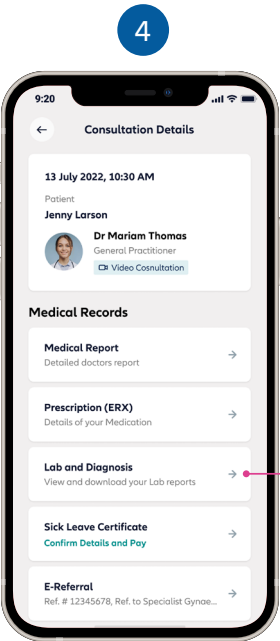 4
9:20
Consultation Details
13 July 2022, 10:30 AM
Patient
Jenny Larson
Dr Mariam Thomas
General Practitioner
Video Cosnultation
Medical Records
Medical Report
Detailed doctors report
Prescription (ERX)
Details of your Medication
Lab and Diagnosis
View and download your Lab reports
Sick Leave Certificate
Confirm Details and Pay
E-Referral
Ref. # 12345678, Ref. to Specialist Gynae...